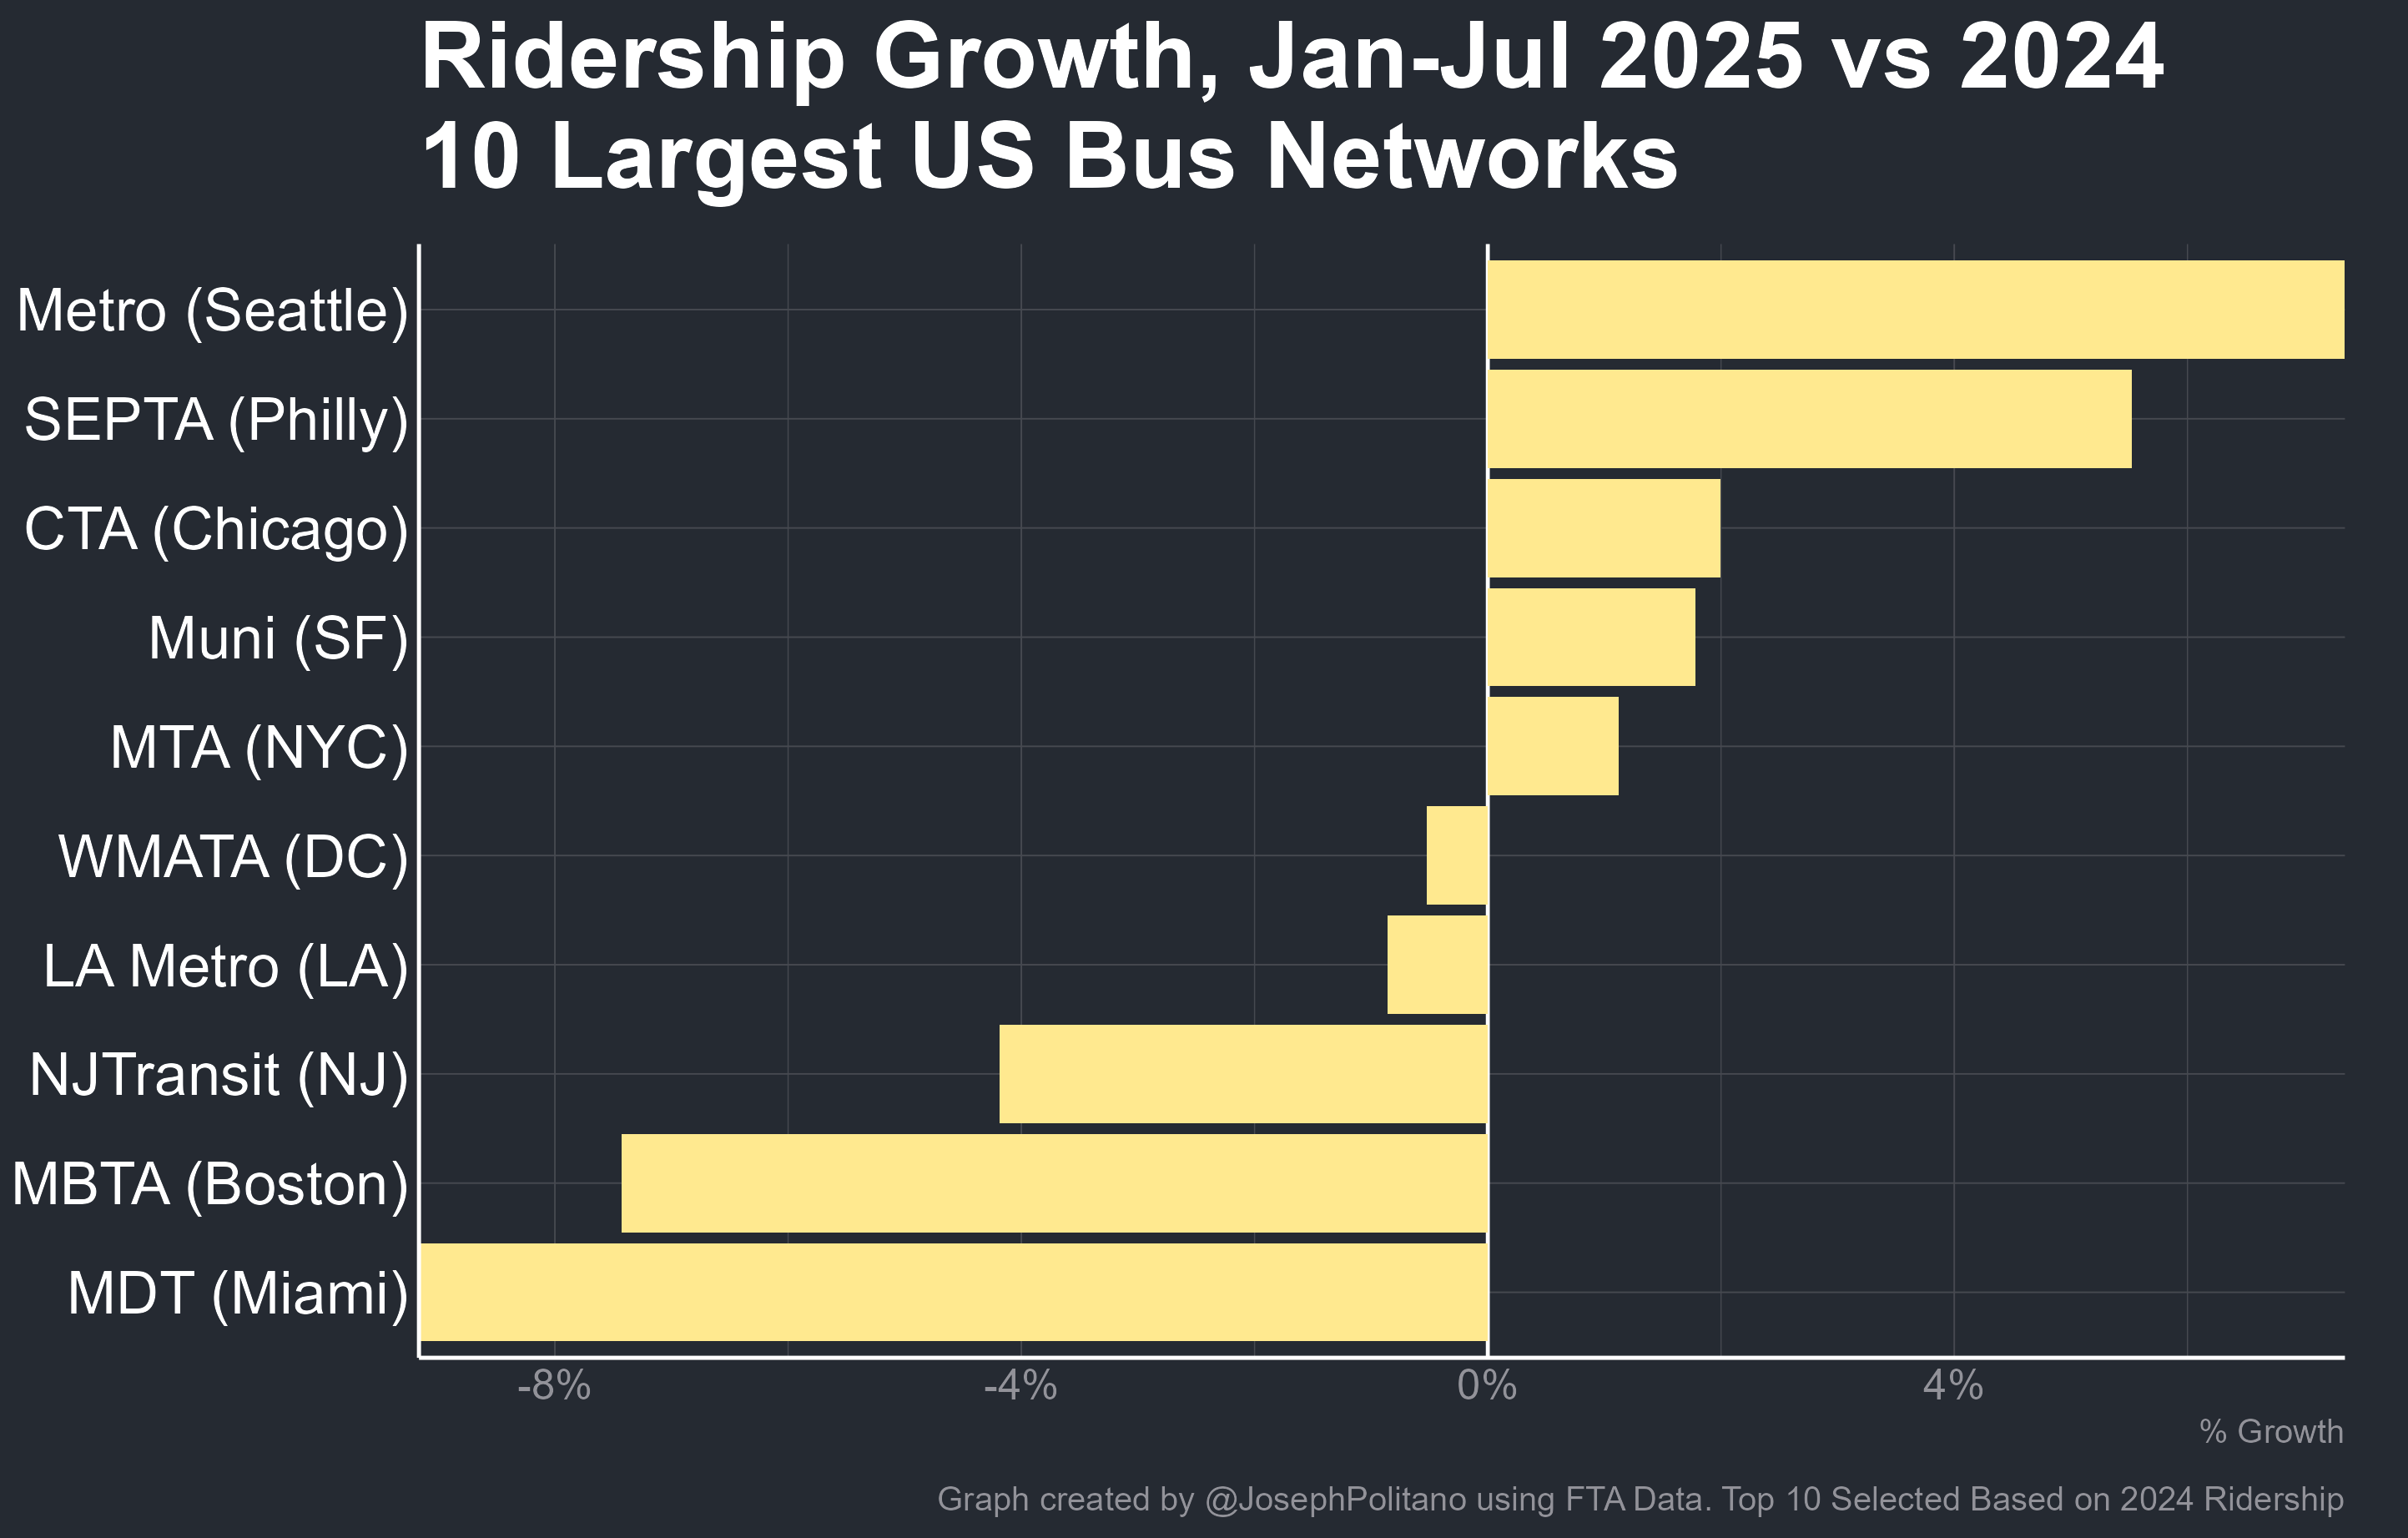 Ridership Growth, Jan-Jul 2025 vs 2024
10 Largest US Bus Networks
Metro (Seattle)
SEPTA (Philly)
CTA (Chicago)
Muni (SF)
MTA (NYC)
WMATA (DC)
LA Metro (LA)
NJTransit (NJ)
MBTA (Boston)
MDT (Miami)
-8% -4% 0% 4%
% Growth
Graph created by @JosephPolitano using FTA Data. Top 10 Selected Based on 2024 Ridership